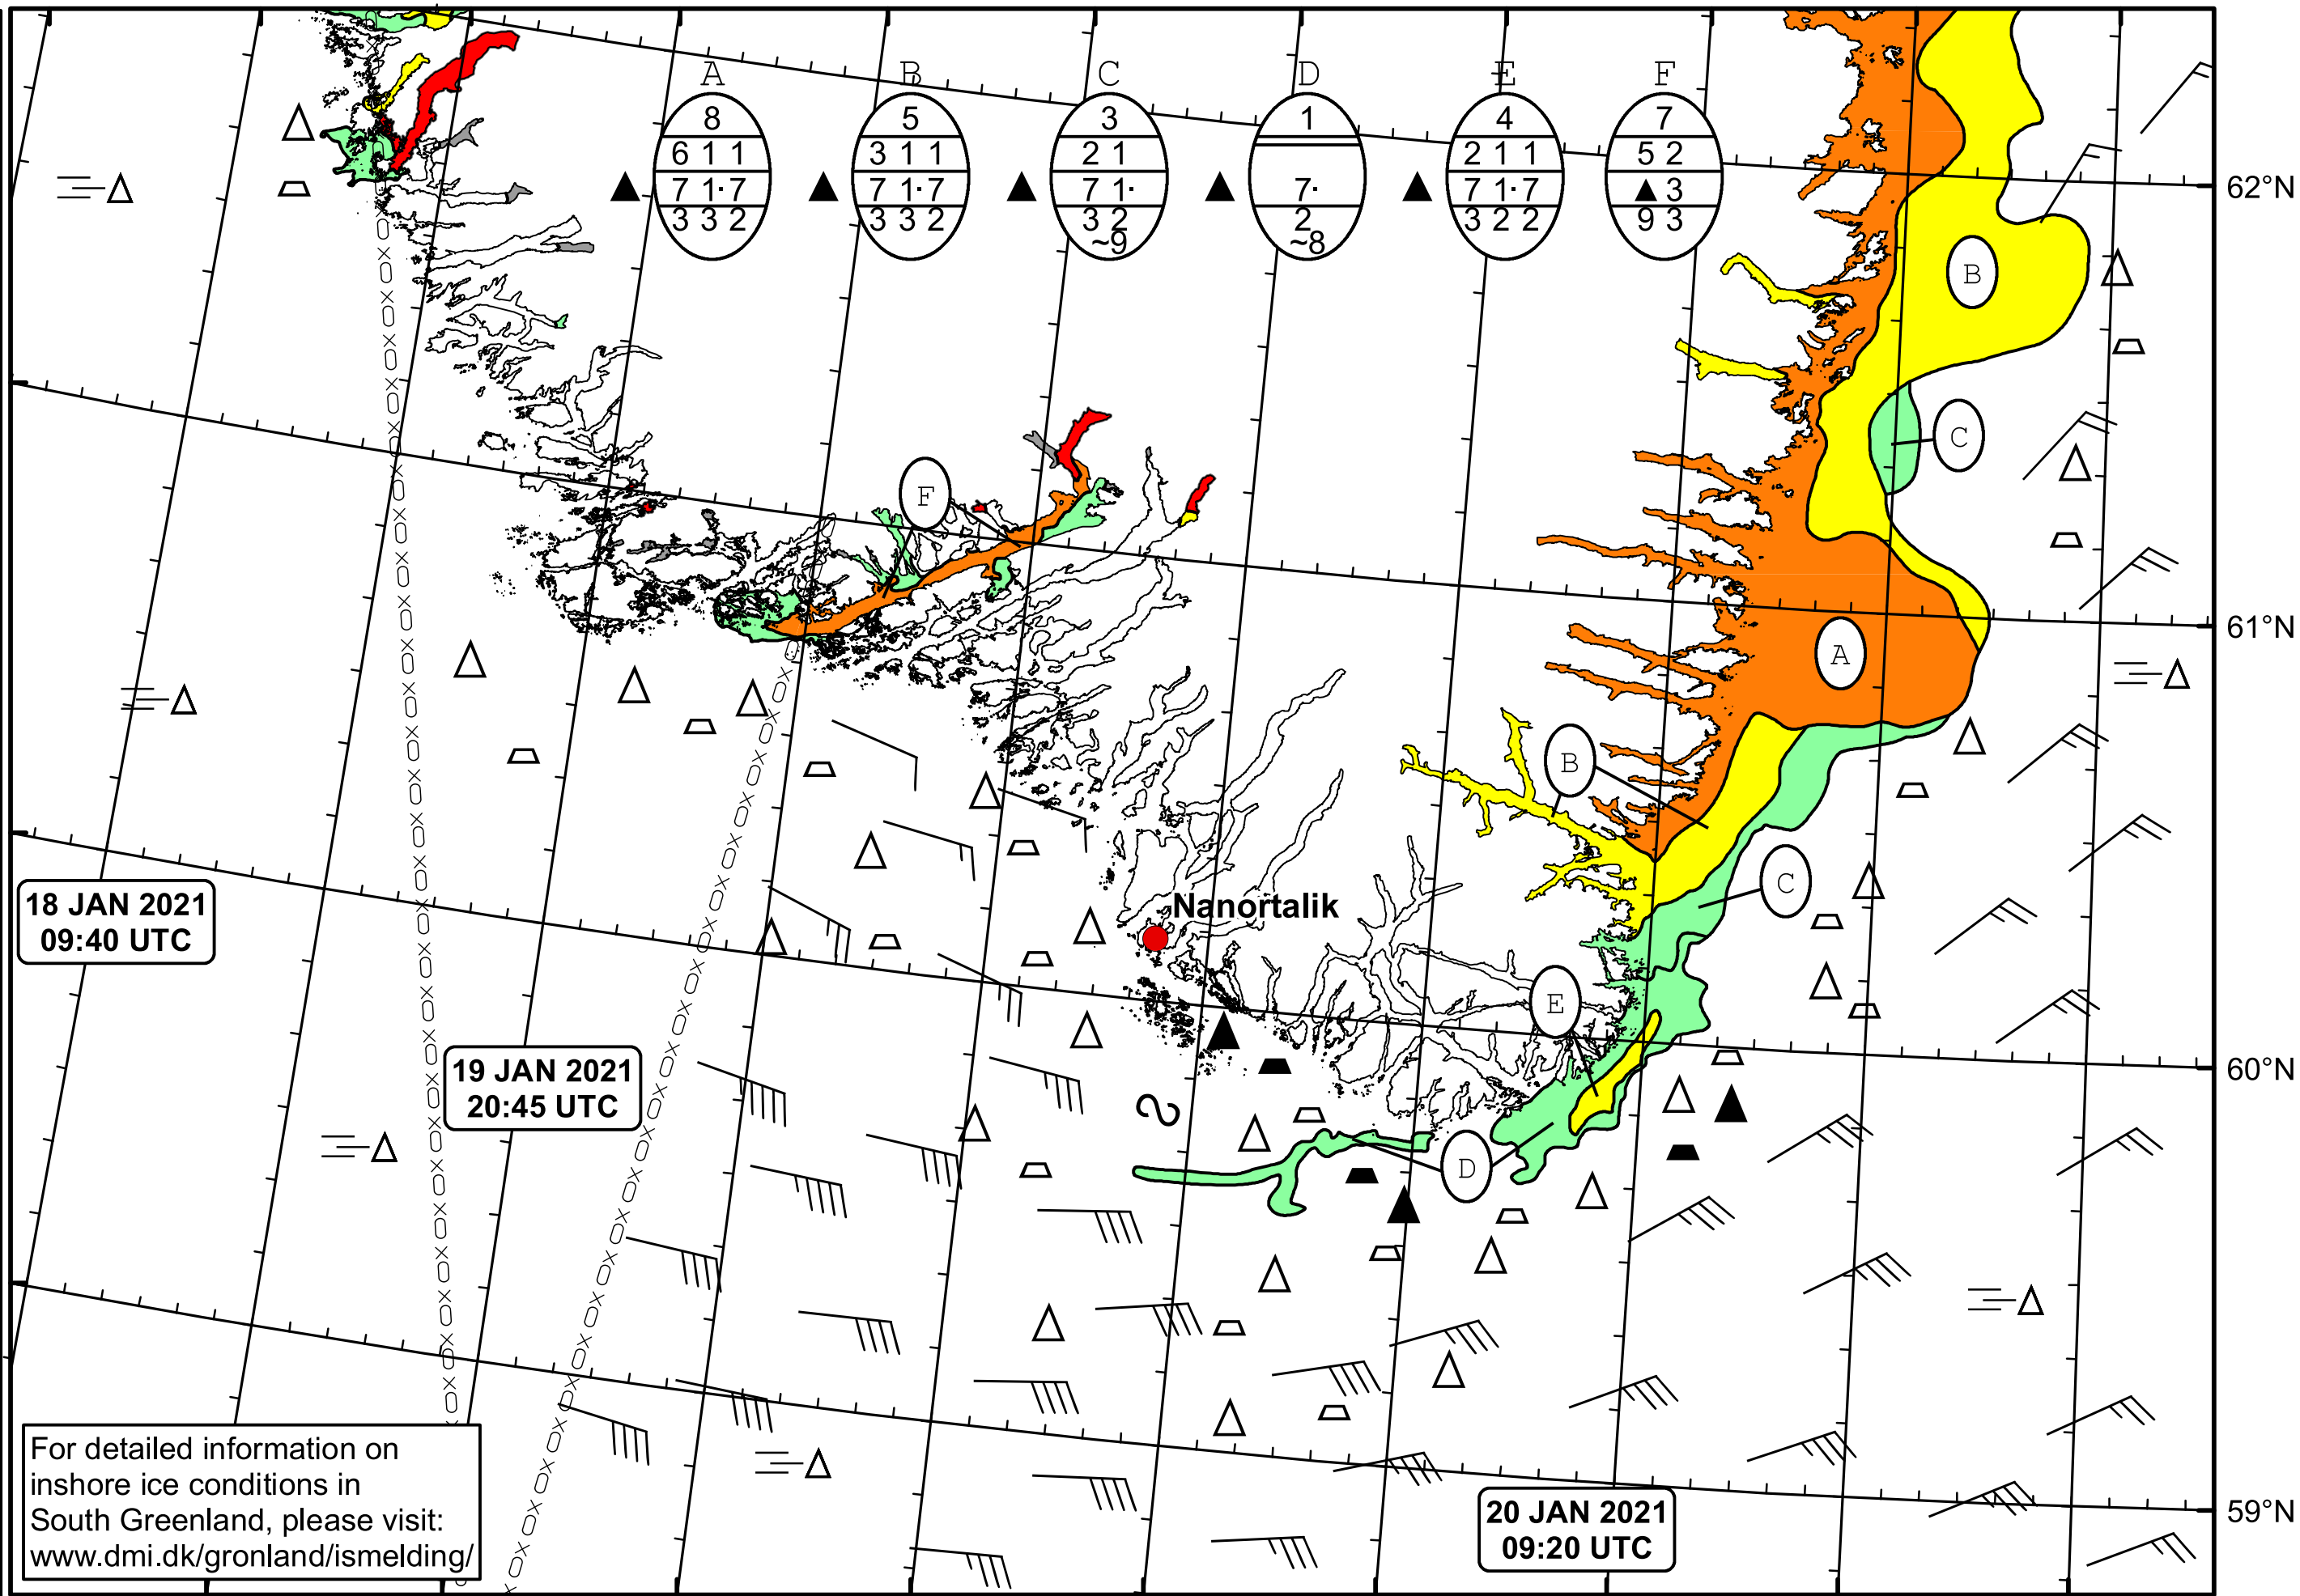 A B C D E F
8 5 3 1 4 7
6 1 1 3 1 1 2 1 2 1 1 5 2
7 1· 7 7 1· 7 7 1· 7· 7 1· 7 ▲ 3
3 3 2 3 3 2 3 2 2 3 2 2 9 3
~9 ~8
62°N
B
C
F
61°N
A
B
C
18 JAN 2021
09:40 UTC
Nanortalik
E
19 JAN 2021
20:45 UTC
60°N
D
For detailed information on
inshore ice conditions in
South Greenland, please visit:
www.dmi.dk/gronland/ismelding/
20 JAN 2021
09:20 UTC
59°N